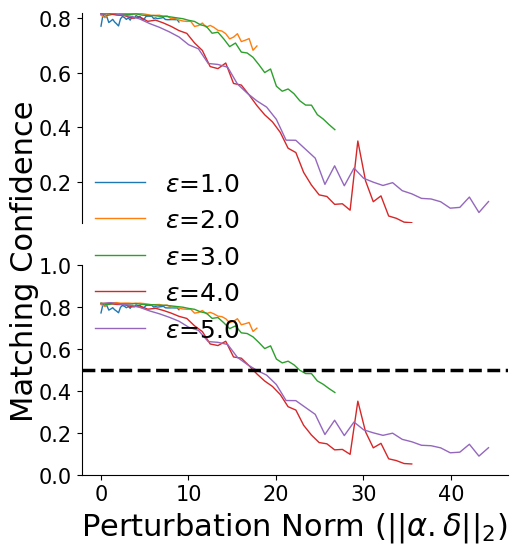 0.8
0.6
0.4
0.2
Matching Confidence
ε=1.0
ε=2.0
ε=3.0
ε=4.0
ε=5.0
1.0
0.8
0.6
0.4
0.2
0.0
0 10 20 30 40
Perturbation Norm (||α.δ||₂)